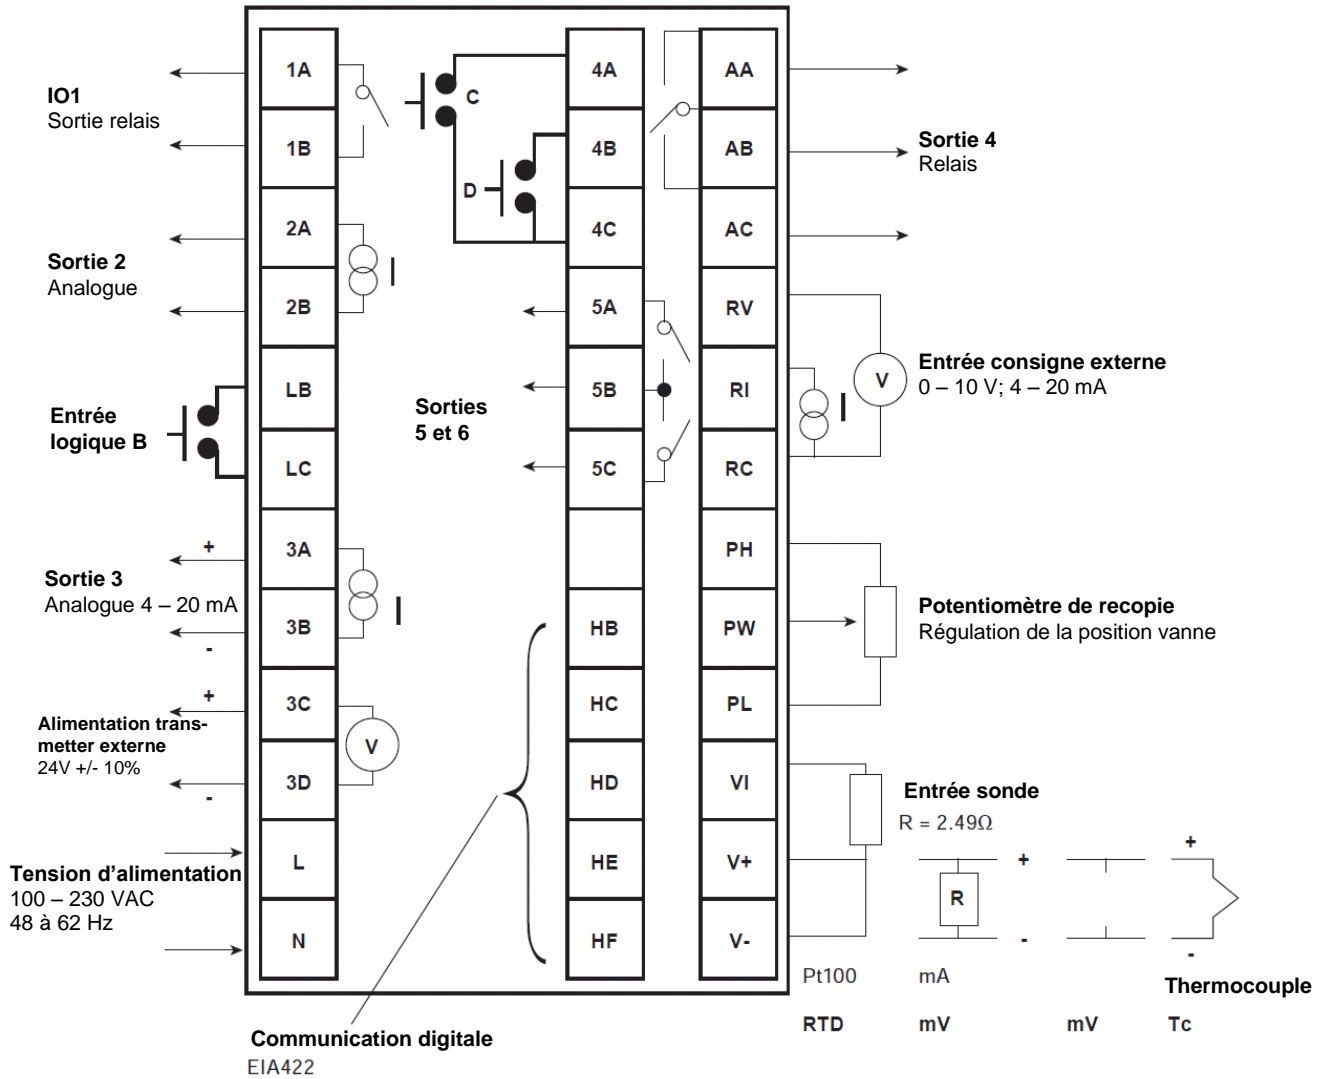 IO1
Sortie relais
Sortie 2
Analogue
Entrée
logique B
Sortie 3
Analogue 4 – 20 mA
+
-
Alimentation trans-
metter externe
24V +/- 10%
+
-
Tension d'alimentation
100 – 230 VAC
48 à 62 Hz
1A
1B
2A
2B
LB
LC
3A
3B
3C
3D
L
N
I
I
V
C
D
Sorties
5 et 6
4A
4B
4C
5A
5B
5C
HB
HC
HD
HE
HF
AA
AB
AC
RV
RI
RC
PH
PW
PL
VI
V+
V-
Sortie 4
Relais
I
V
Entrée consigne externe
0 – 10 V; 4 – 20 mA
Potentiomètre de recopie
Régulation de la position vanne
Entrée sonde
R = 2.49Ω
R
+
-
+
-
Pt100
mA
Thermocouple
RTD
mV
mV
Tc
Communication digitale
EIA422